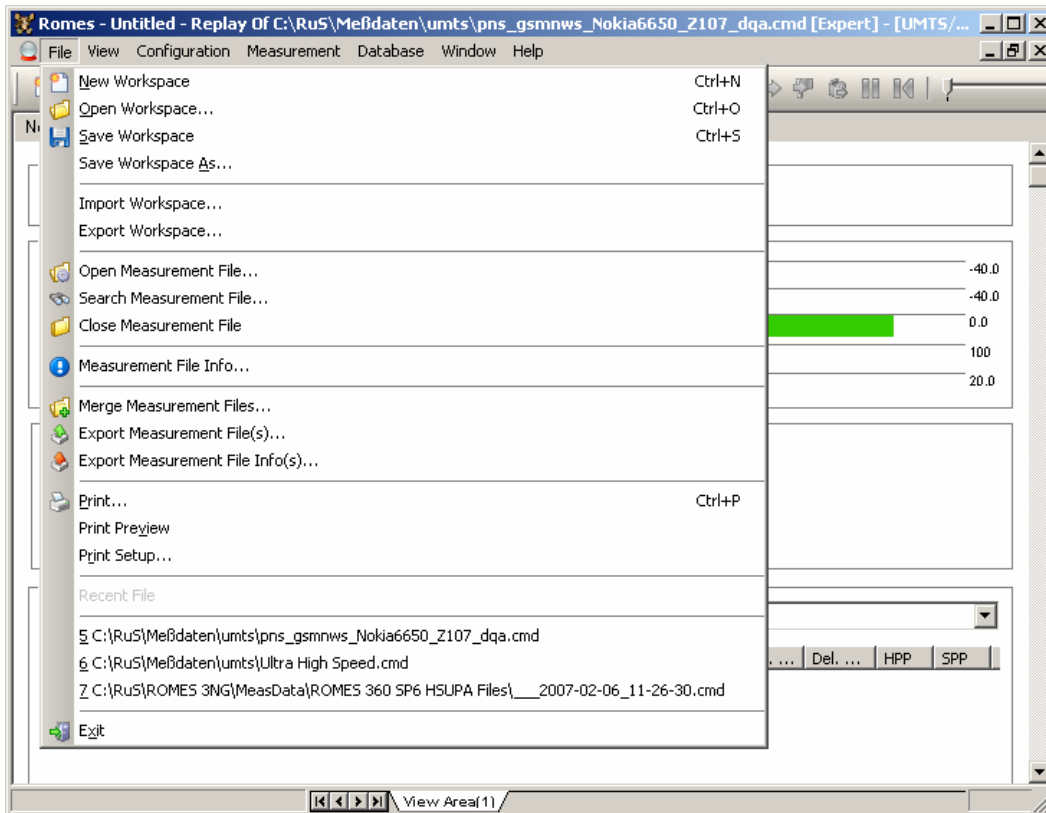 Romes - Untitled - Replay Of C:\RuS\Meßdaten\umts\pns_gsmnws_Nokia6650_Z107_dqa.cmd [Expert] - [UMTS/...
File View Configuration Measurement Database Window Help
New Workspace Ctrl+N
Open Workspace... Ctrl+O
Save Workspace Ctrl+S
Save Workspace As...
Import Workspace...
Export Workspace...
Open Measurement File...
-40.0
Search Measurement File...
-40.0
Close Measurement File
0.0
100
Measurement File Info...
20.0
Merge Measurement Files...
Export Measurement File(s)...
Export Measurement File Info(s)...
Print... Ctrl+P
Print Preview
Print Setup...
Recent File
5 C:\RuS\Meßdaten\umts\pns_gsmnws_Nokia6650_Z107_dqa.cmd
6 C:\RuS\Meßdaten\umts\Ultra High Speed.cmd
... Del. ... HPP SPP
7 C:\RuS\ROMES 3NG\MeasData\ROMES 360 SP6 HSUPA Files\___2007-02-06_11-26-30.cmd
Exit
View Area(1)